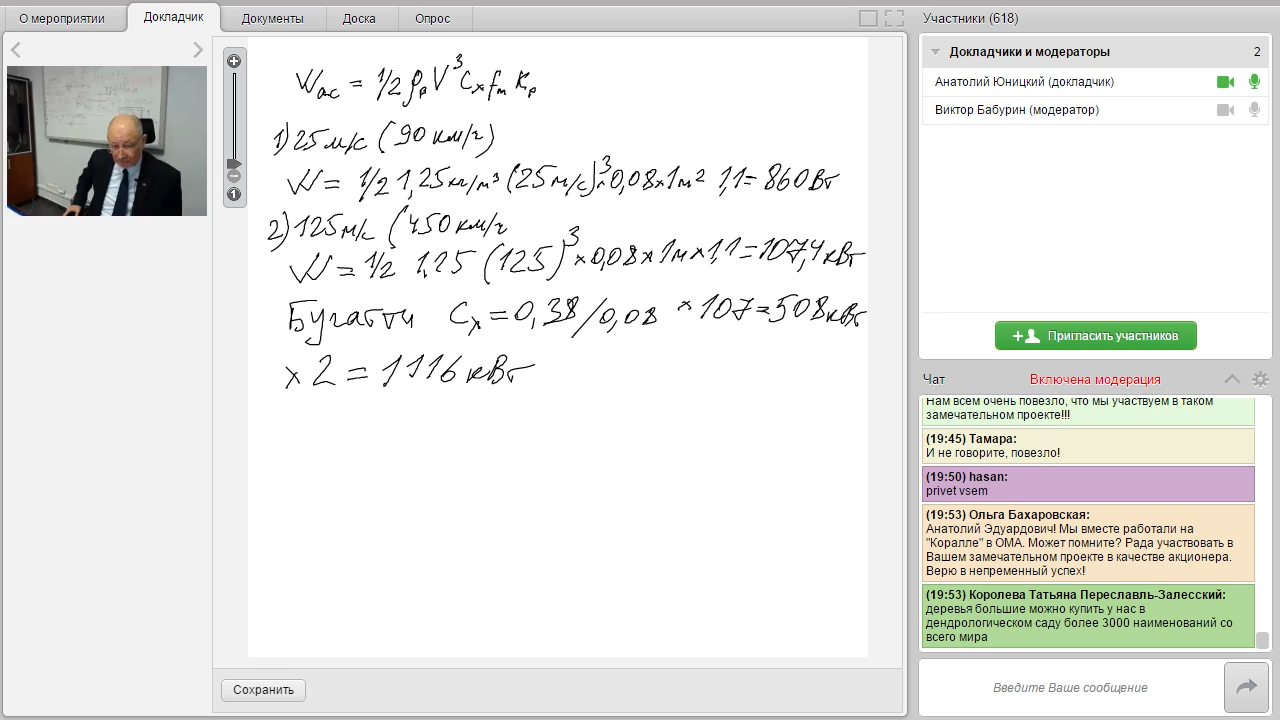 О мероприятии
Докладчик
Документы
Доска
Опрос
W ас = 1/2 ρр V³ Cx fm Kр
1) 25 м/с (90 км/ч)
W = 1/2 1,25 кг/м³ (25 м/с)³ × 0,08 × 1 м² 1,1 = 860 Вт
2) 125 м/с (450 км/ч
W = 1/2 1,25 (125)³ × 0,08 × 1 м × 1,1 = 107,4 кВт
Бугатти Cx = 0,38/0,08 × 107 = 508 кВт
× 2 = 1116 кВт
Сохранить
Участники (618)
Докладчики и модераторы 2
Анатолий Юницкий (докладчик)
Виктор Бабурин (модератор)
Пригласить участников
Чат
Включена модерация
Нам всем очень повезло, что мы участвуем в таком
замечательном проекте!!!
(19:45) Тамара:
И не говорите, повезло!
(19:50) hasan:
privet vsem
(19:53) Ольга Бахаровская:
Анатолий Эдуардович! Мы вместе работали на
"Коралле" в ОМА. Может помните? Рада участвовать в
Вашем замечательном проекте в качестве акционера.
Верю в непременный успех!
(19:53) Королева Татьяна Переславль-Залесский:
деревья большие можно купить у нас в
дендрологическом саду более 3000 наименований со
всего мира
Введите Ваше сообщение